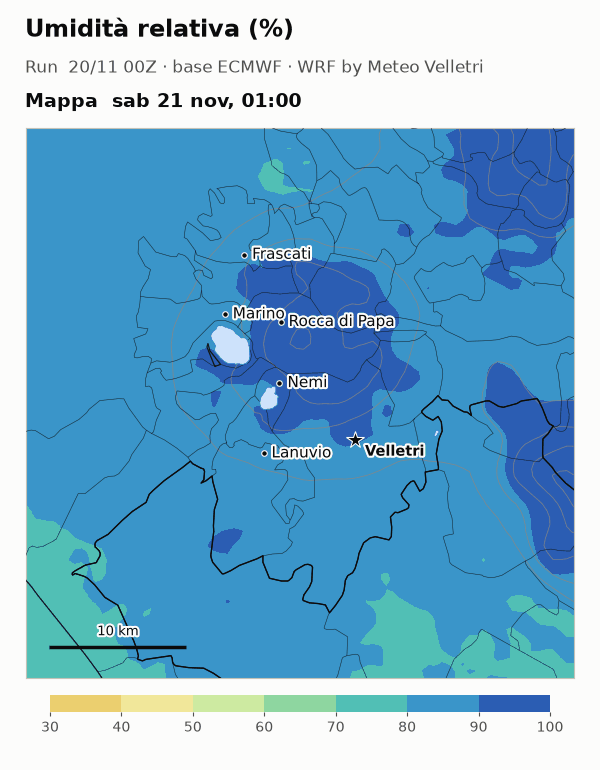 Umidità relativa (%)
Run  20/11 00Z · base ECMWF · WRF by Meteo Velletri
Mappa  sab 21 nov, 01:00
Frascati
Marino
Rocca di Papa
Nemi
Velletri
Lanuvio
10 km
30 40 50 60 70 80 90 100